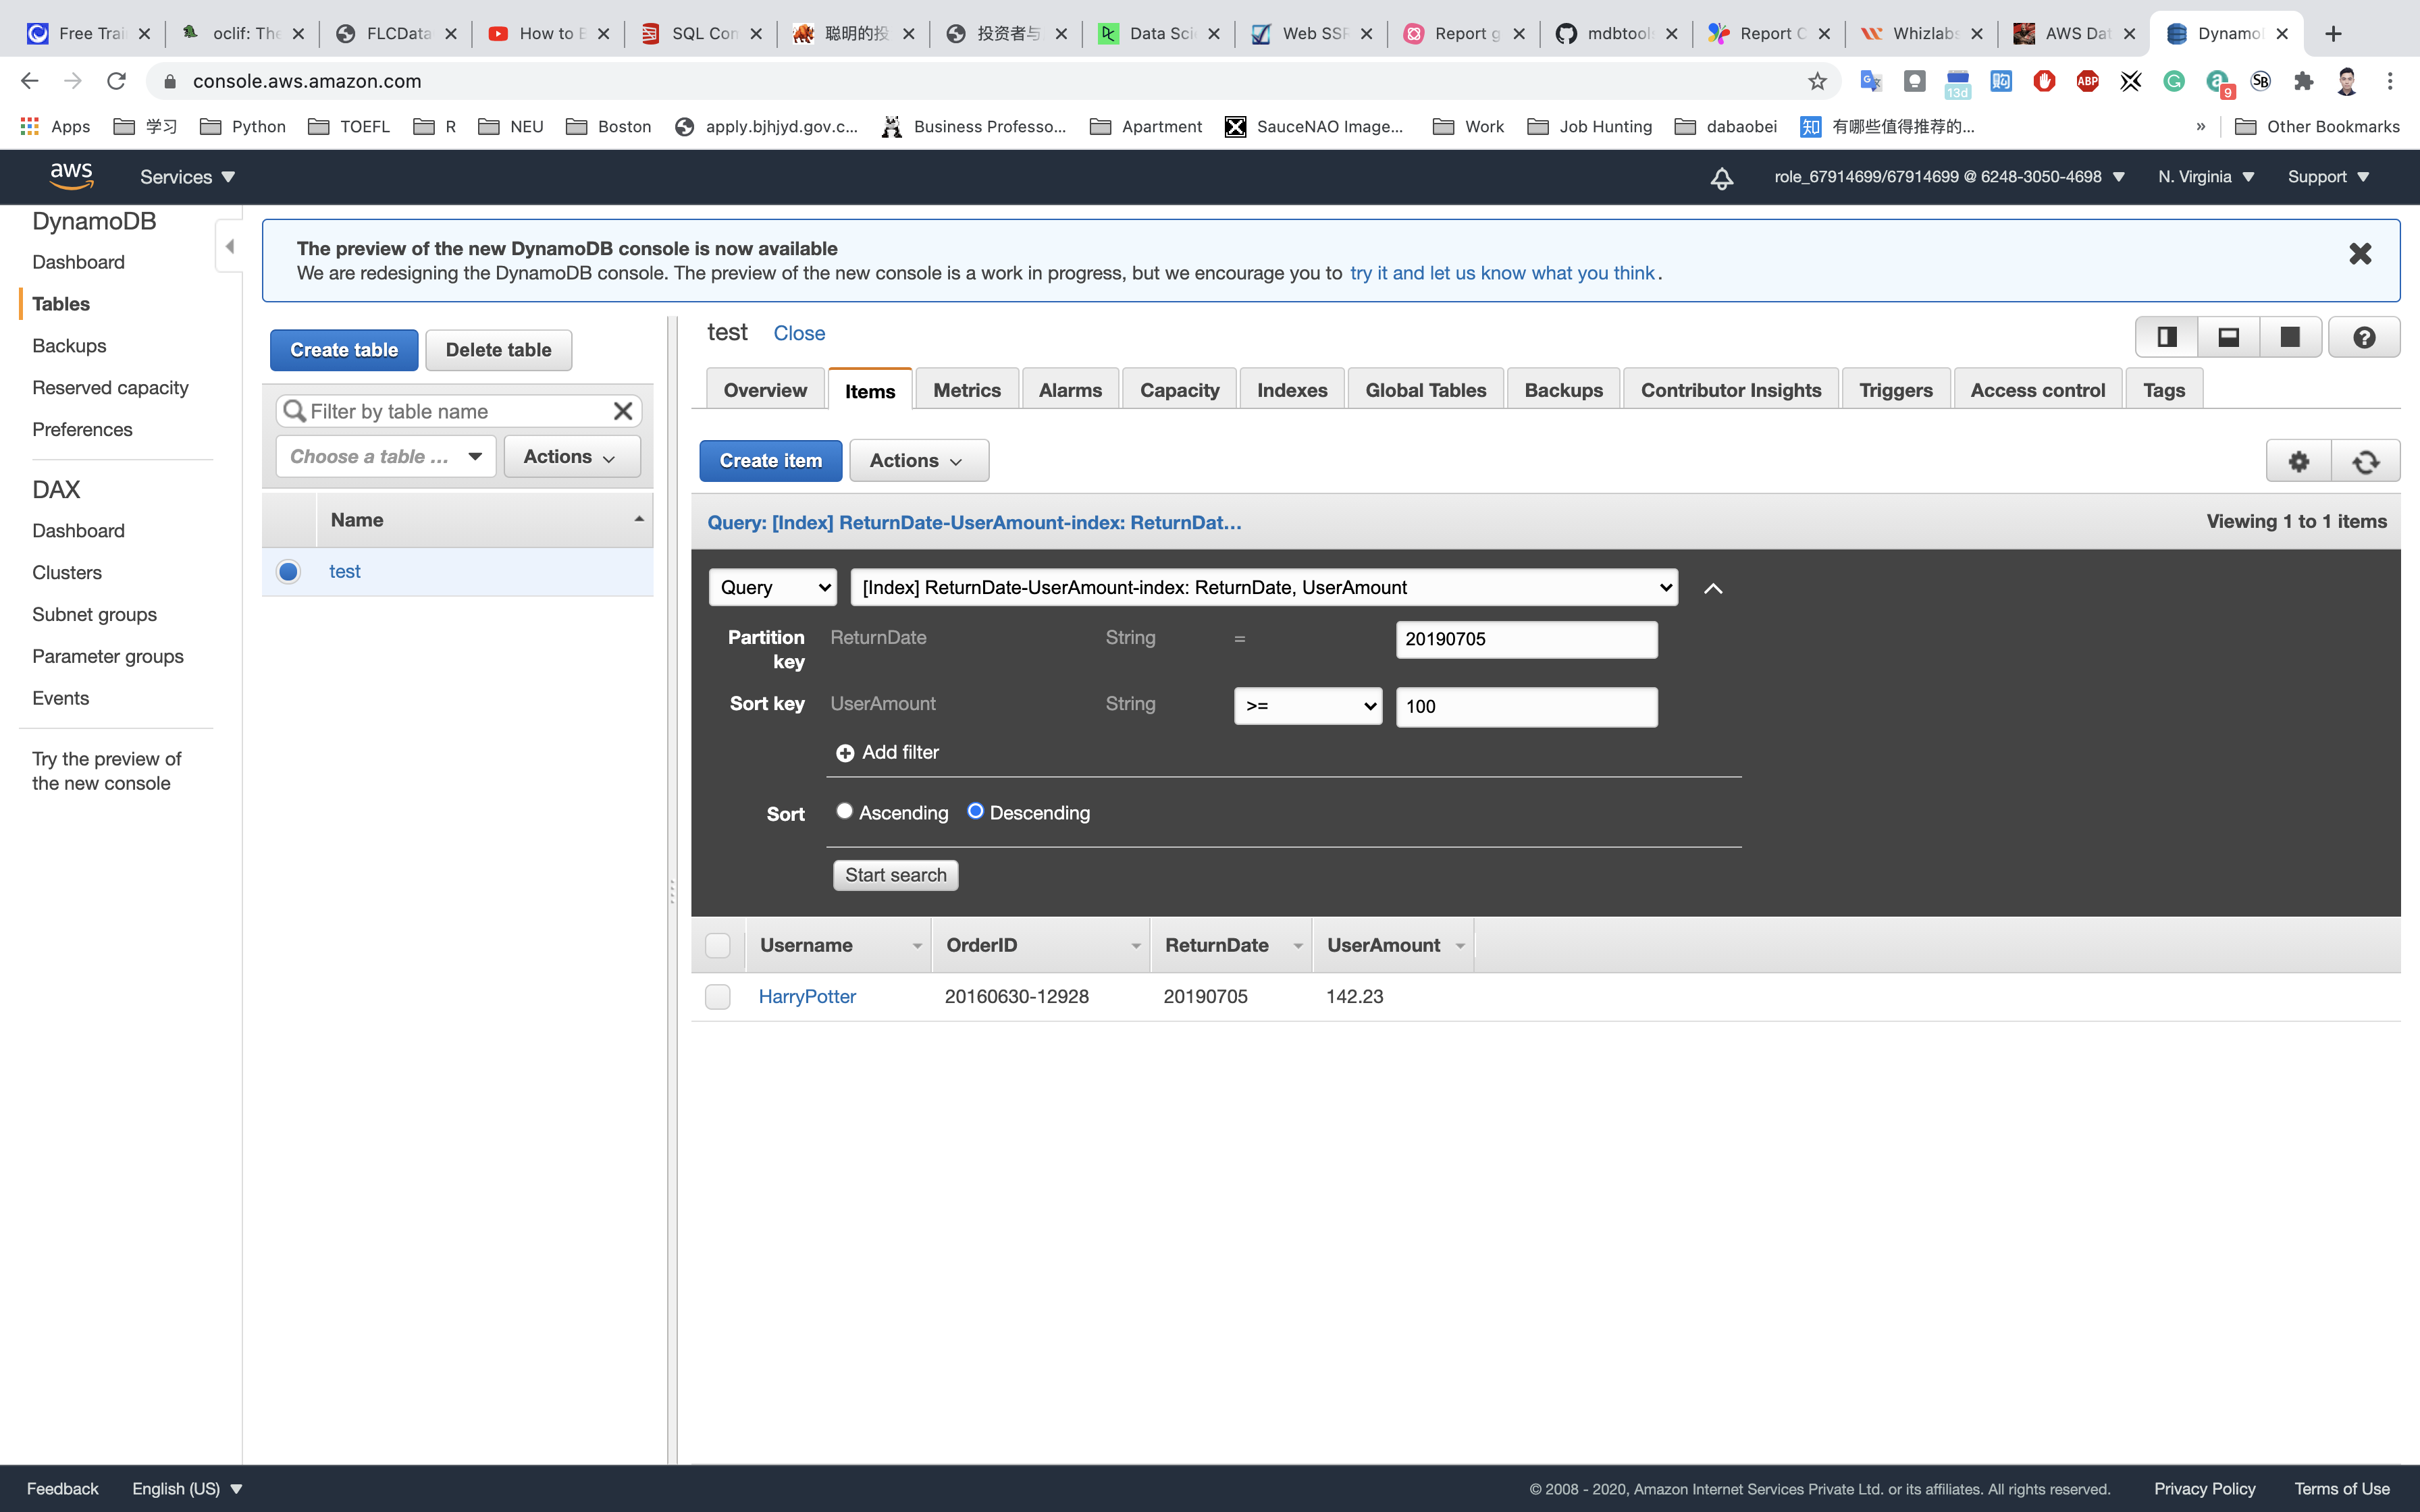 Free Trai
oclif: The
FLCData
How to E
SQL Con
聪明的投
投资者与
Data Scie
Web SSR
Report g
mdbtools
Report C
Whizlabs
AWS Dat
Dynamo
console.aws.amazon.com
13d
ABP
9
SB
Apps
学习
Python
TOEFL
R
NEU
Boston
apply.bjhjyd.gov.c...
Business Professo...
Apartment
SauceNAO Image...
Work
Job Hunting
dabaobei
知 有哪些值得推荐的...
»
Other Bookmarks
aws
Services
role_67914699/67914699 @ 6248-3050-4698
N. Virginia
Support
DynamoDB
Dashboard
Tables
Backups
Reserved capacity
Preferences
DAX
Dashboard
Clusters
Subnet groups
Parameter groups
Events
Try the preview of
the new console
The preview of the new DynamoDB console is now available
We are redesigning the DynamoDB console. The preview of the new console is a work in progress, but we encourage you to try it and let us know what you think.
Create table
Delete table
Filter by table name
Choose a table ...
Actions
Name
test
test
Close
Overview
Items
Metrics
Alarms
Capacity
Indexes
Global Tables
Backups
Contributor Insights
Triggers
Access control
Tags
Create item
Actions
Query: [Index] ReturnDate-UserAmount-index: ReturnDat...
Viewing 1 to 1 items
Query
[Index] ReturnDate-UserAmount-index: ReturnDate, UserAmount
Partition
key
ReturnDate
String
=
20190705
Sort key
UserAmount
String
>=
100
Add filter
Sort
Ascending
Descending
Start search
Username
OrderID
ReturnDate
UserAmount
HarryPotter
20160630-12928
20190705
142.23
Feedback
English (US)
© 2008 - 2020, Amazon Internet Services Private Ltd. or its affiliates. All rights reserved.
Privacy Policy
Terms of Use